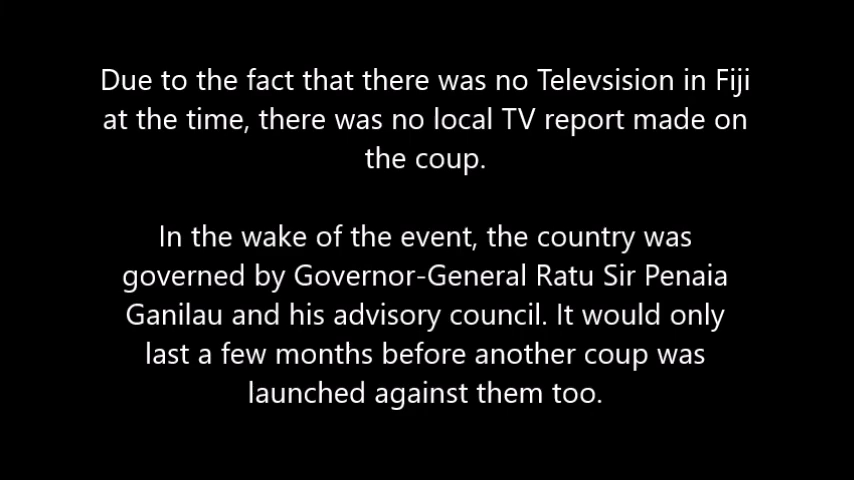 Due to the fact that there was no Televsision in Fiji
at the time, there was no local TV report made on
the coup.
In the wake of the event, the country was
governed by Governor-General Ratu Sir Penaia
Ganilau and his advisory council. It would only
last a few months before another coup was
launched against them too.